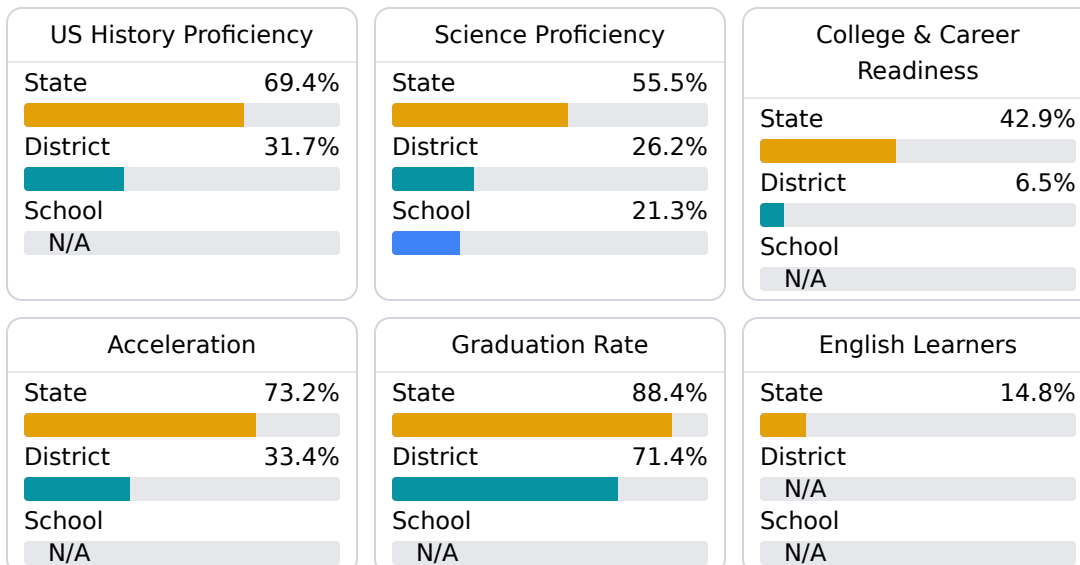 US History Proficiency
State 69.4%
District 31.7%
School
N/A
Science Proficiency
State 55.5%
District 26.2%
School 21.3%
College & Career
Readiness
State 42.9%
District 6.5%
School
N/A
Acceleration
State 73.2%
District 33.4%
School
N/A
Graduation Rate
State 88.4%
District 71.4%
School
N/A
English Learners
State 14.8%
District
N/A
School
N/A